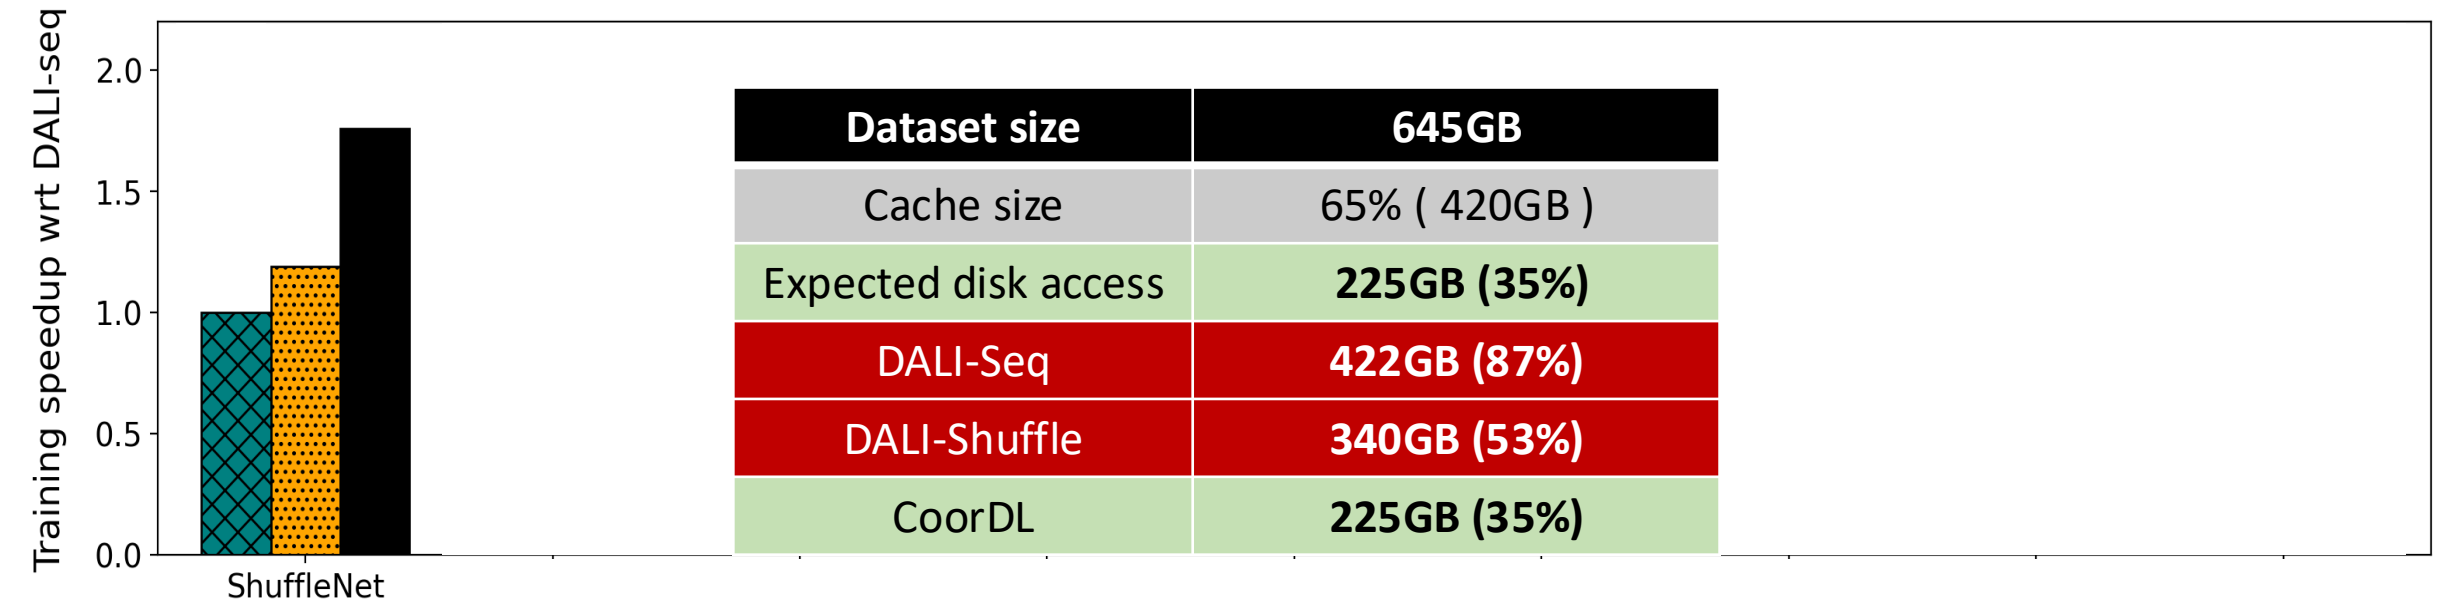 Training speedup wrt DALI-seq
2.0
1.5
1.0
0.5
0.0
ShuffleNet
Dataset size 645GB
Cache size 65% ( 420GB )
Expected disk access 225GB (35%)
DALI-Seq 422GB (87%)
DALI-Shuffle 340GB (53%)
CoorDL 225GB (35%)